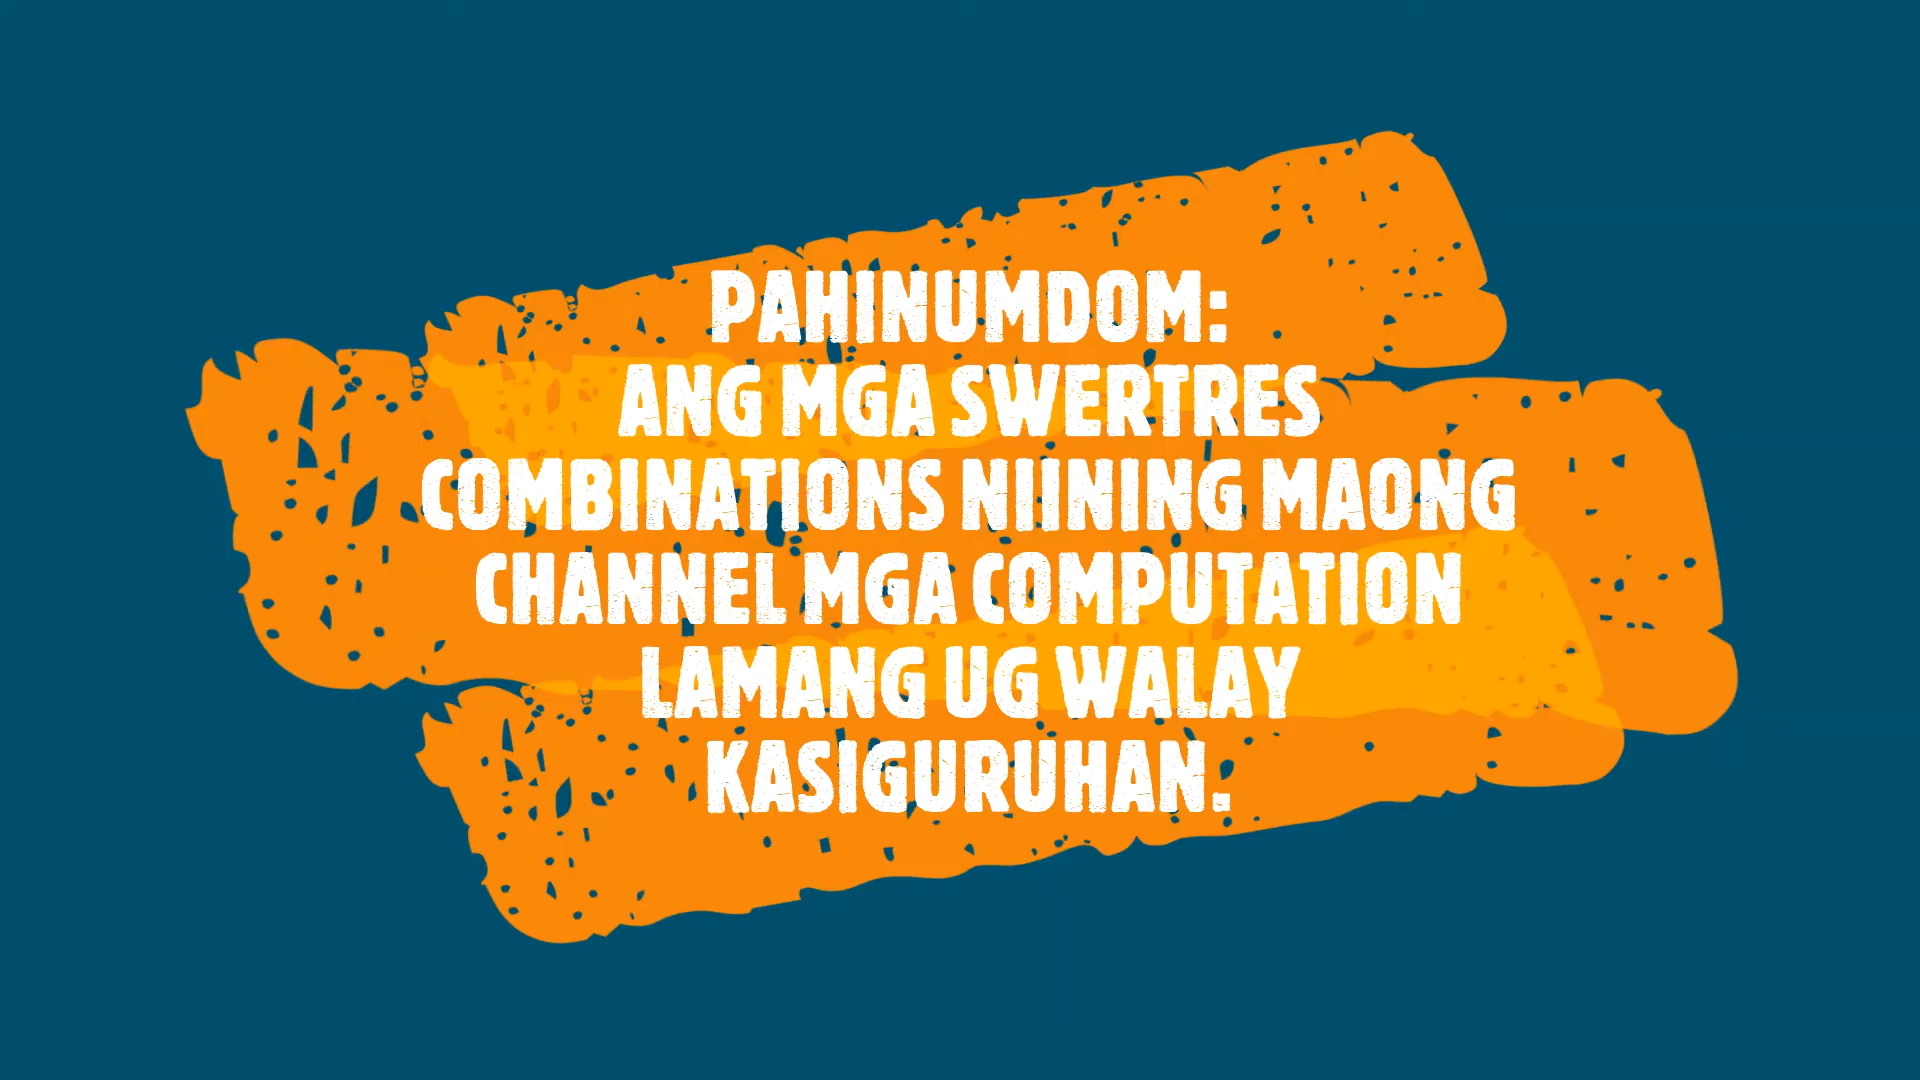 PAHINUMDOM:
ANG MGA SWERTRES
COMBINATIONS NIINING MAONG
CHANNEL MGA COMPUTATION
LAMANG UG WALAY
KASIGURUHAN.